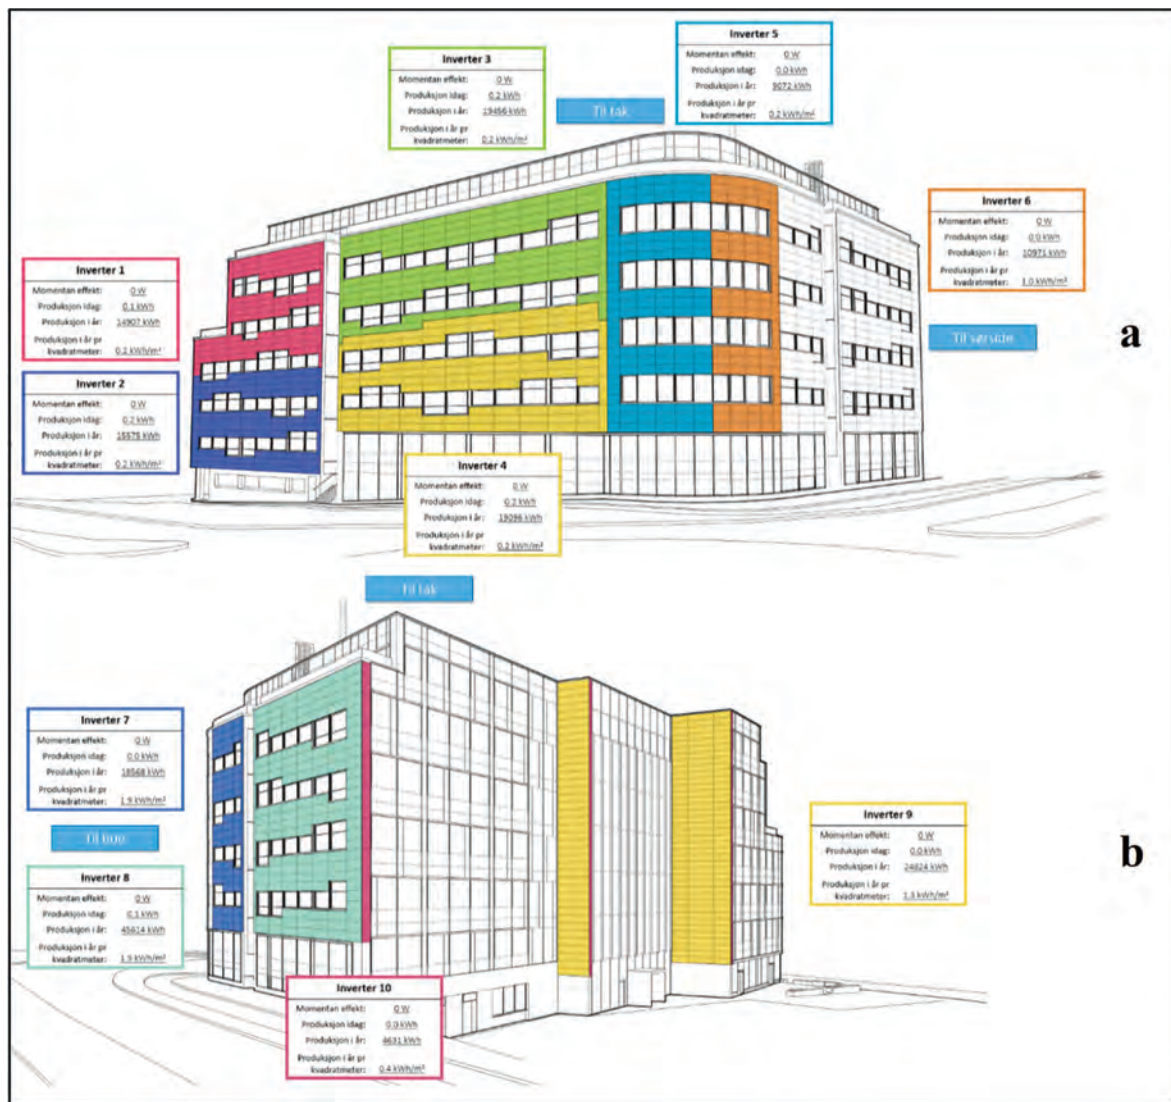 Inverter 5
Momentan effekt: 0 W
Produksjon idag: 0.0 kWh
Produksjon i år: 9072 kWh
Produksjon i år pr
kvadratmeter: 0.2 kWh/m²
Inverter 3
Momentan effekt: 0 W
Produksjon idag: 0.2 kWh
Produksjon i år: 19456 kWh
Produksjon i år pr
kvadratmeter: 0.2 kWh/m²
Til tak
Inverter 6
Momentan effekt: 0 W
Produksjon idag: 0.0 kWh
Produksjon i år: 10971 kWh
Produksjon i år pr
kvadratmeter: 1.0 kWh/m²
Inverter 1
Momentan effekt: 0 W
Produksjon idag: 0.1 kWh
Produksjon i år: 14907 kWh
Produksjon i år pr
kvadratmeter: 0.2 kWh/m²
Til sørside
a
Inverter 2
Momentan effekt: 0 W
Produksjon idag: 0.2 kWh
Produksjon i år: 15575 kWh
Produksjon i år pr
kvadratmeter: 0.2 kWh/m²
Inverter 4
Momentan effekt: 0 W
Produksjon idag: 0.2 kWh
Produksjon i år: 19096 kWh
Produksjon i år pr
kvadratmeter: 0.2 kWh/m²
Til tak
Inverter 7
Momentan effekt: 0 W
Produksjon idag: 0.0 kWh
Produksjon i år: 18568 kWh
Produksjon i år pr
kvadratmeter: 1.9 kWh/m²
Til
Inverter 9
Momentan effekt: 0 W
Produksjon idag: 0.0 kWh
Produksjon i år: 24824 kWh
Produksjon i år pr
kvadratmeter: 1.3 kWh/m²
b
Inverter 8
Momentan effekt: 0 W
Produksjon idag: 0.1 kWh
Produksjon i år: 45614 kWh
Produksjon i år pr
kvadratmeter: 1.9 kWh/m²
Inverter 10
Momentan effekt: 0 W
Produksjon idag: 0.0 kWh
Produksjon i år: 4631 kWh
Produksjon i år pr
kvadratmeter: 0.4 kWh/m²